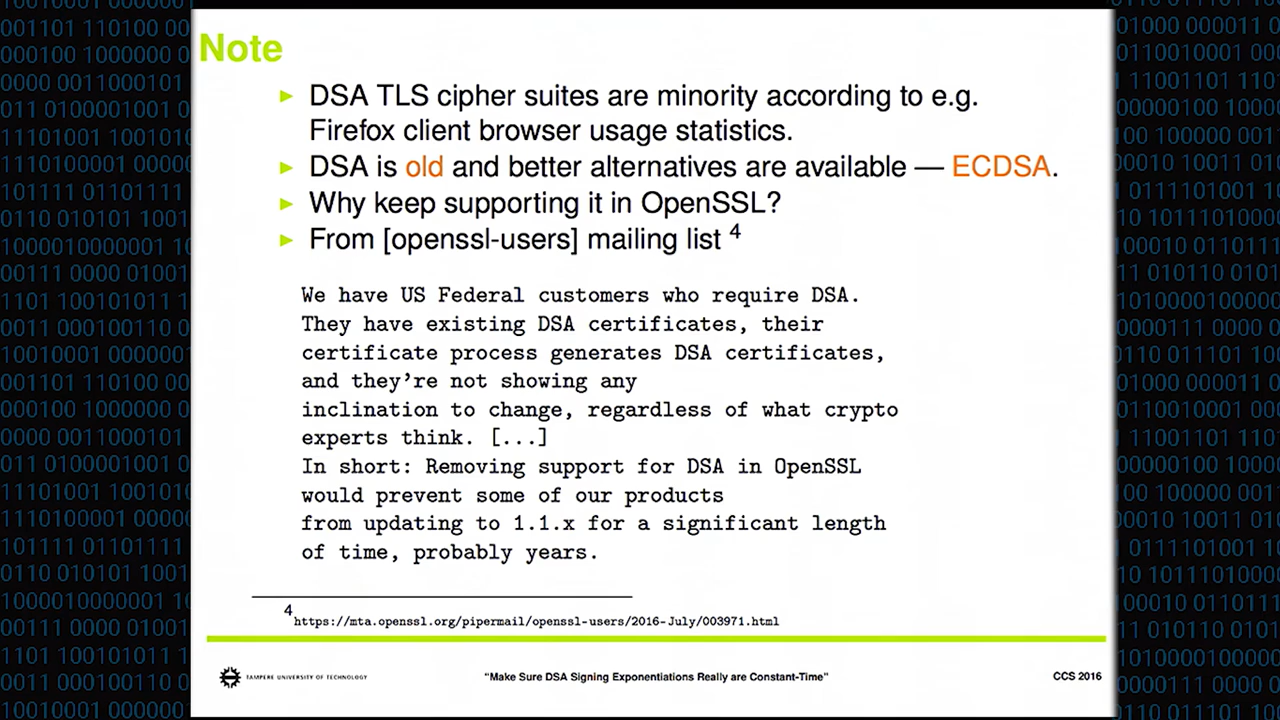 Note
DSA TLS cipher suites are minority according to e.g.
Firefox client browser usage statistics.
DSA is old and better alternatives are available — ECDSA.
Why keep supporting it in OpenSSL?
From [openssl-users] mailing list 4
We have US Federal customers who require DSA.
They have existing DSA certificates, their
certificate process generates DSA certificates,
and they're not showing any
inclination to change, regardless of what crypto
experts think. [...]
In short: Removing support for DSA in OpenSSL
would prevent some of our products
from updating to 1.1.x for a significant length
of time, probably years.
4 https://mta.openssl.org/pipermail/openssl-users/2016-July/003971.html
TAMPERE UNIVERSITY OF TECHNOLOGY
"Make Sure DSA Signing Exponentiations Really are Constant-Time"
CCS 2016